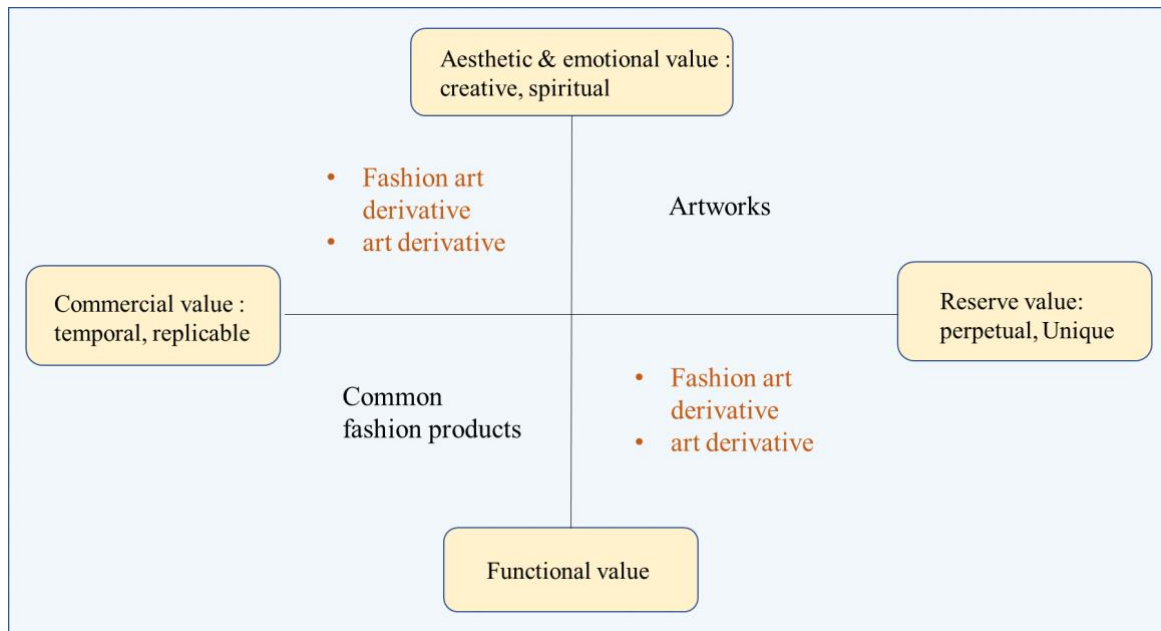 Aesthetic & emotional value :
creative, spiritual
• Fashion art
derivative
• art derivative
Artworks
Commercial value :
temporal, replicable
Reserve value:
perpetual, Unique
Common
fashion products
• Fashion art
derivative
• art derivative
Functional value